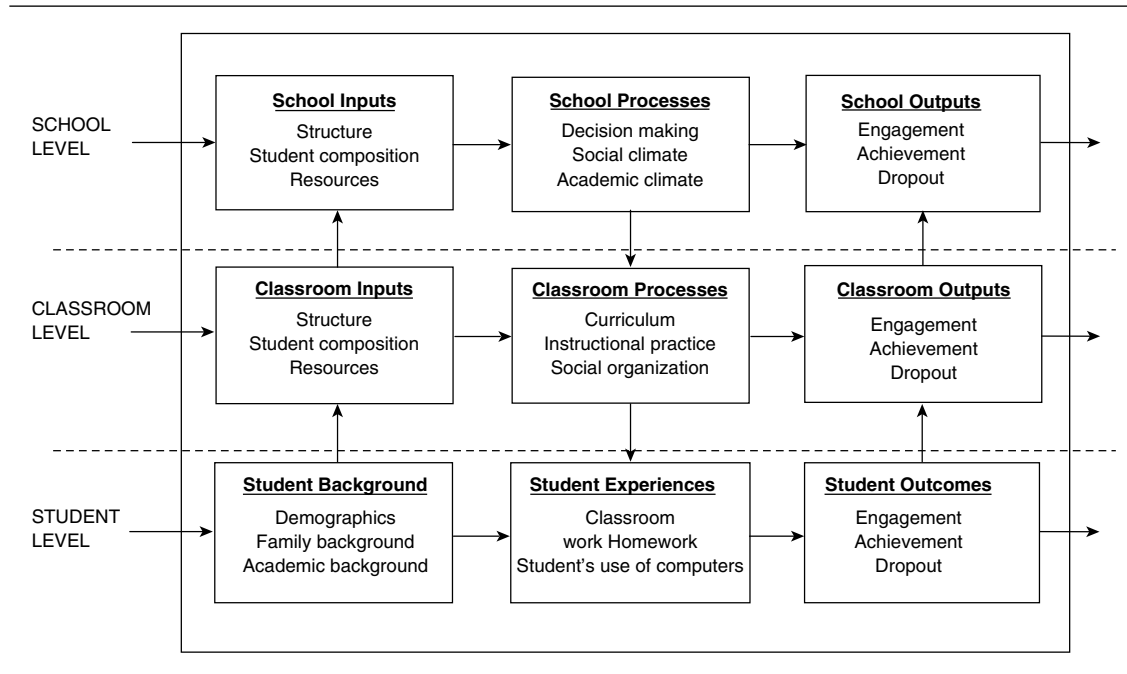 SCHOOL
LEVEL
School Inputs
Structure
Student composition
Resources
School Processes
Decision making
Social climate
Academic climate
School Outputs
Engagement
Achievement
Dropout
CLASSROOM
LEVEL
Classroom Inputs
Structure
Student composition
Resources
Classroom Processes
Curriculum
Instructional practice
Social organization
Classroom Outputs
Engagement
Achievement
Dropout
STUDENT
LEVEL
Student Background
Demographics
Family background
Academic background
Student Experiences
Classroom
work Homework
Student’s use of computers
Student Outcomes
Engagement
Achievement
Dropout